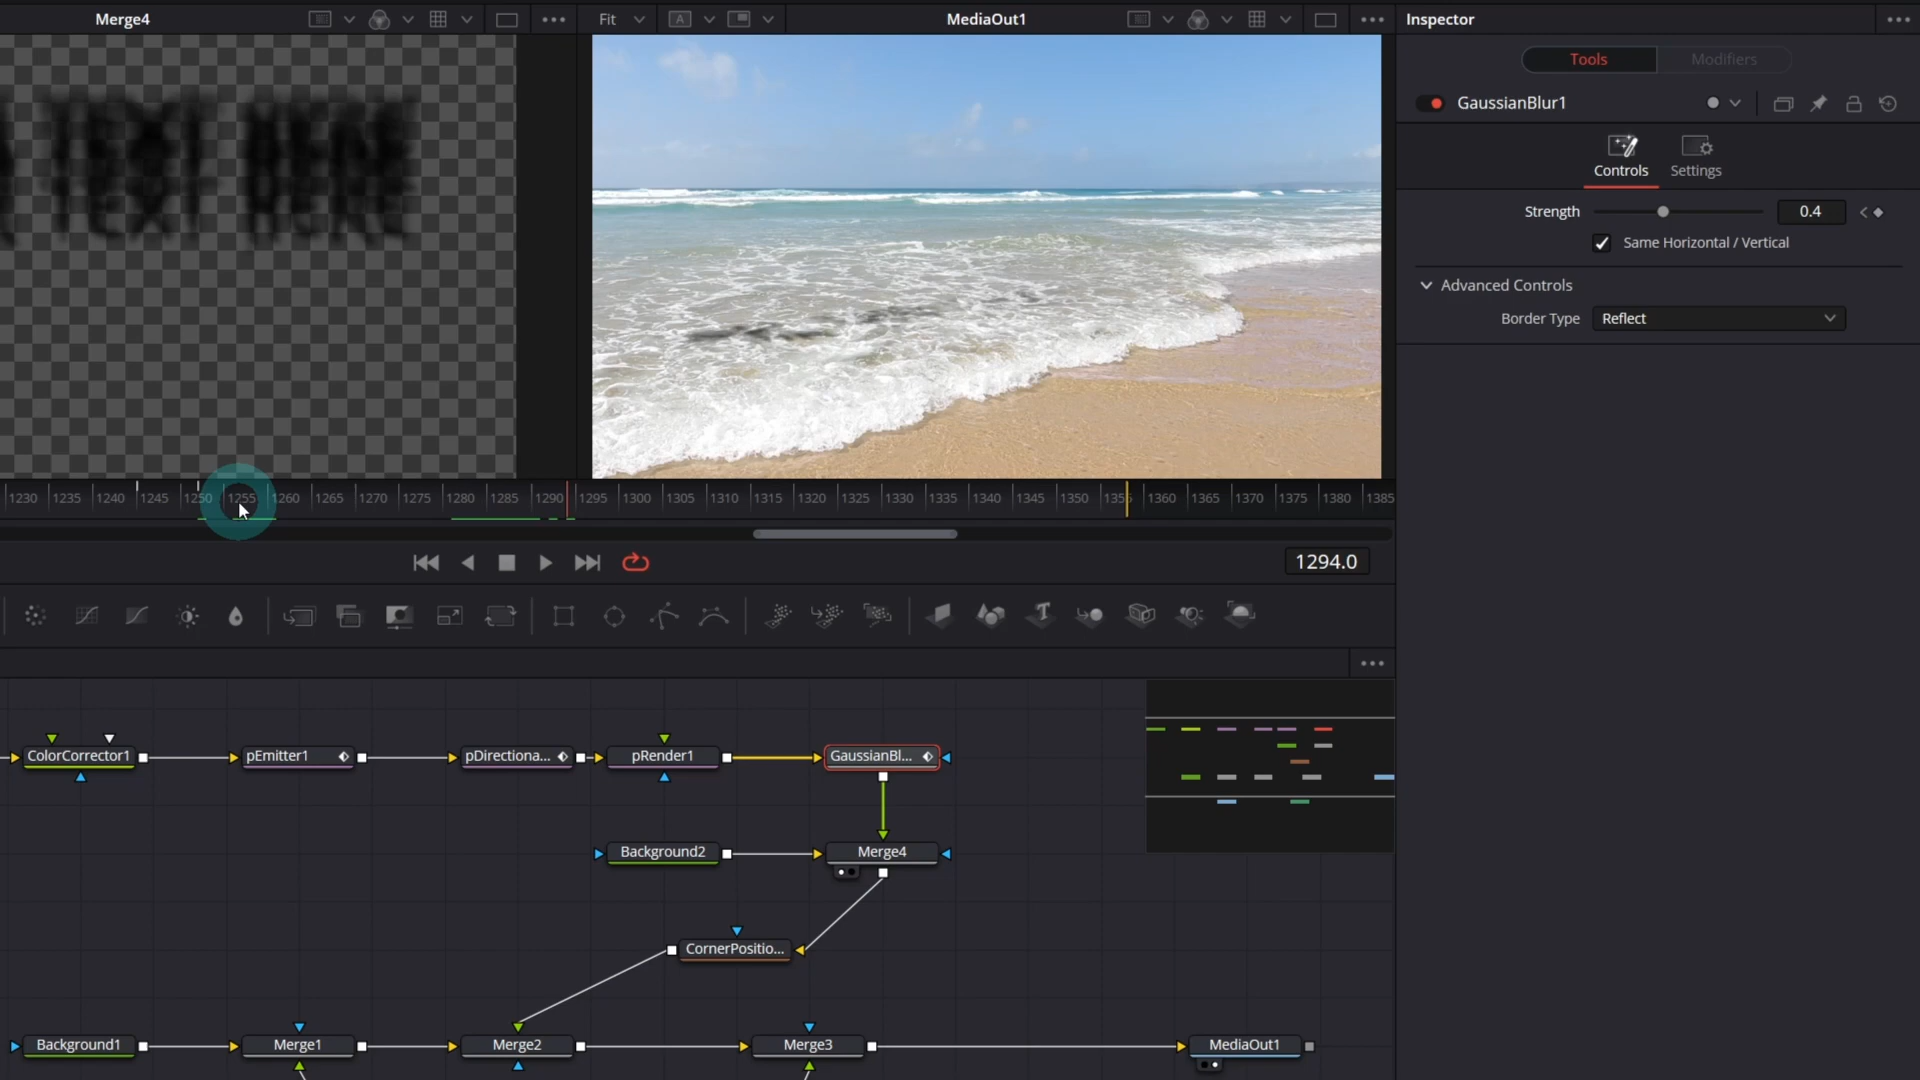 Merge4
Fit
A
MediaOut1
Inspector
Tools
Modifiers
GaussianBlur1
Controls
Settings
Strength
0.4
Same Horizontal / Vertical
Advanced Controls
Border Type
Reflect
TEXT HERE
1230 1235 1240 1245 1250 1255 1260 1265 1270 1275 1280 1285 1290 1295 1300 1305 1310 1315 1320 1325 1330 1335 1340 1345 1350 1355 1360 1365 1370 1375 1380 1385
1294.0
ColorCorrector1
pEmitter1
pDirectiona...
pRender1
GaussianBl...
Background2
Merge4
CornerPositio...
Background1
Merge1
Merge2
Merge3
MediaOut1